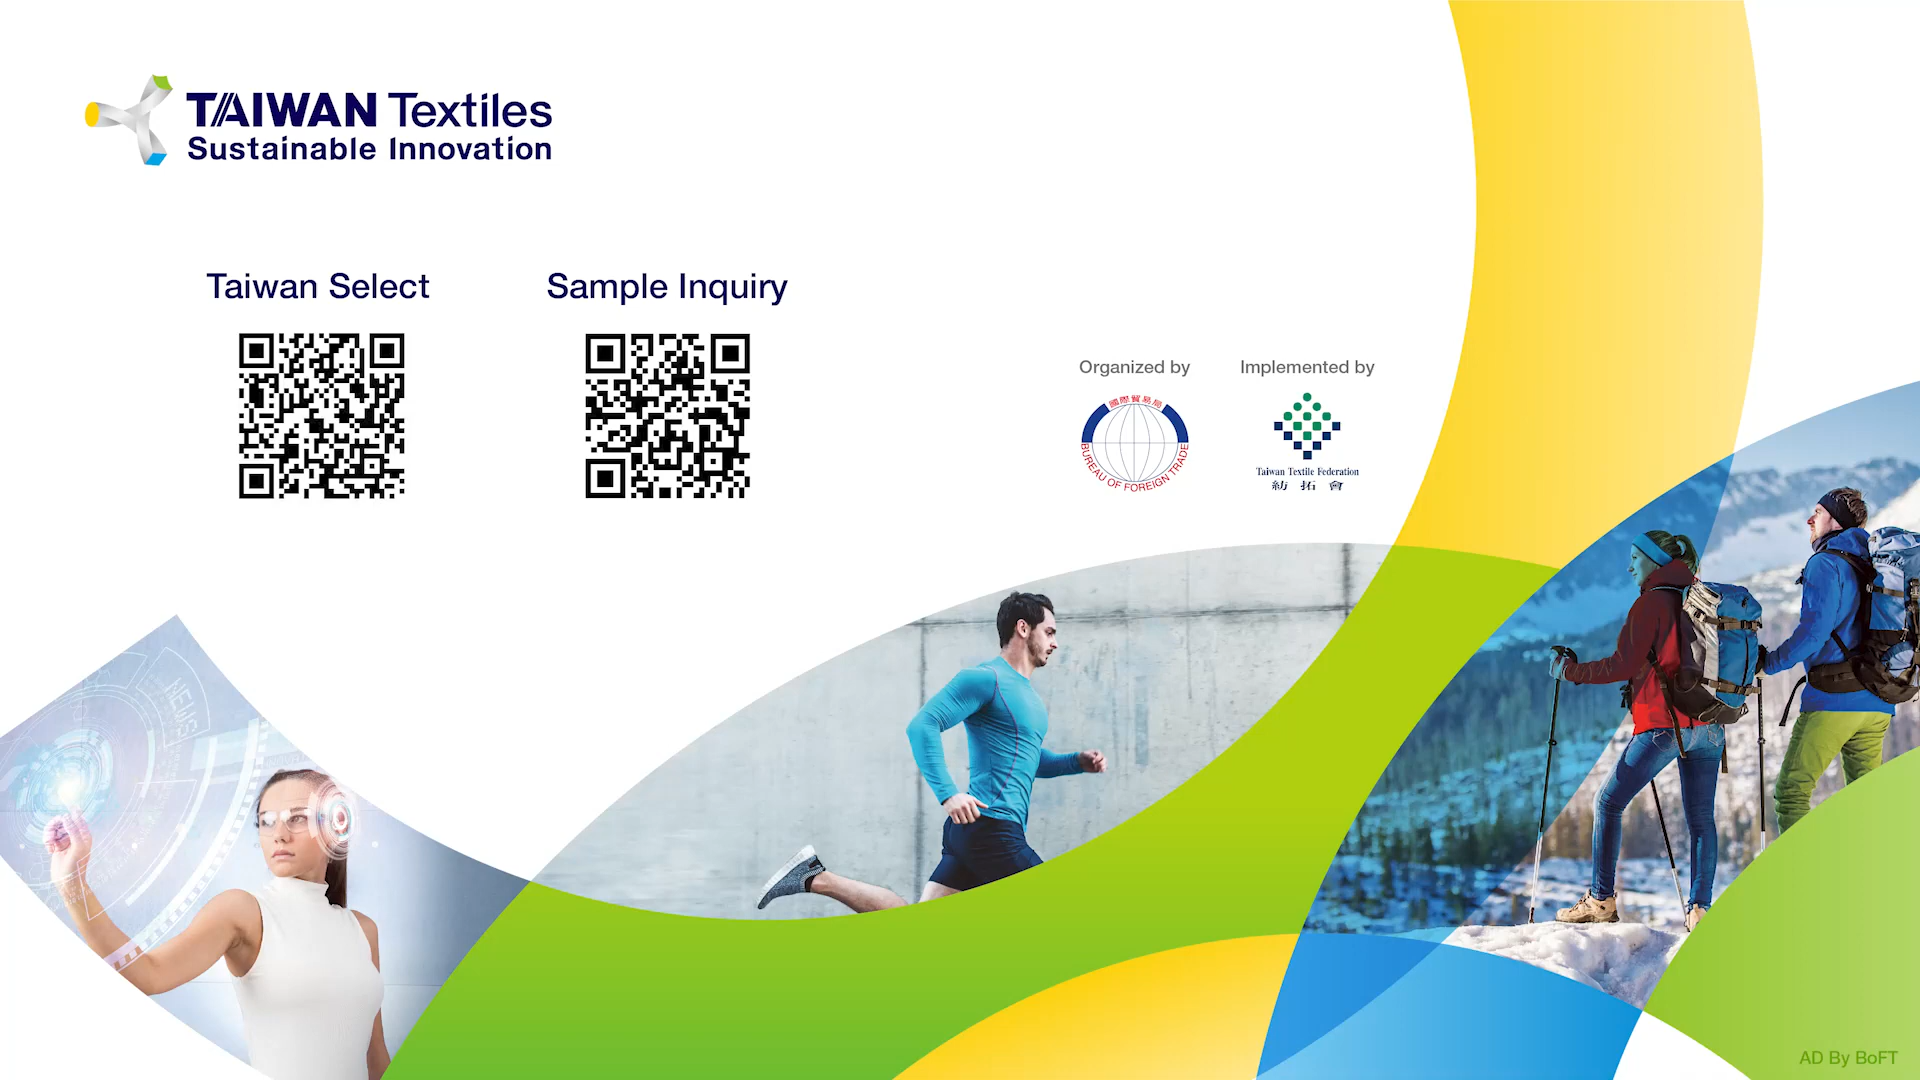 TAIWAN Textiles
Sustainable Innovation
Taiwan Select
Sample Inquiry
Organized by
Implemented by
國際貿易局
BUREAU OF FOREIGN TRADE
Taiwan Textile Federation
紡拓會
NEWS
AD By BoFT